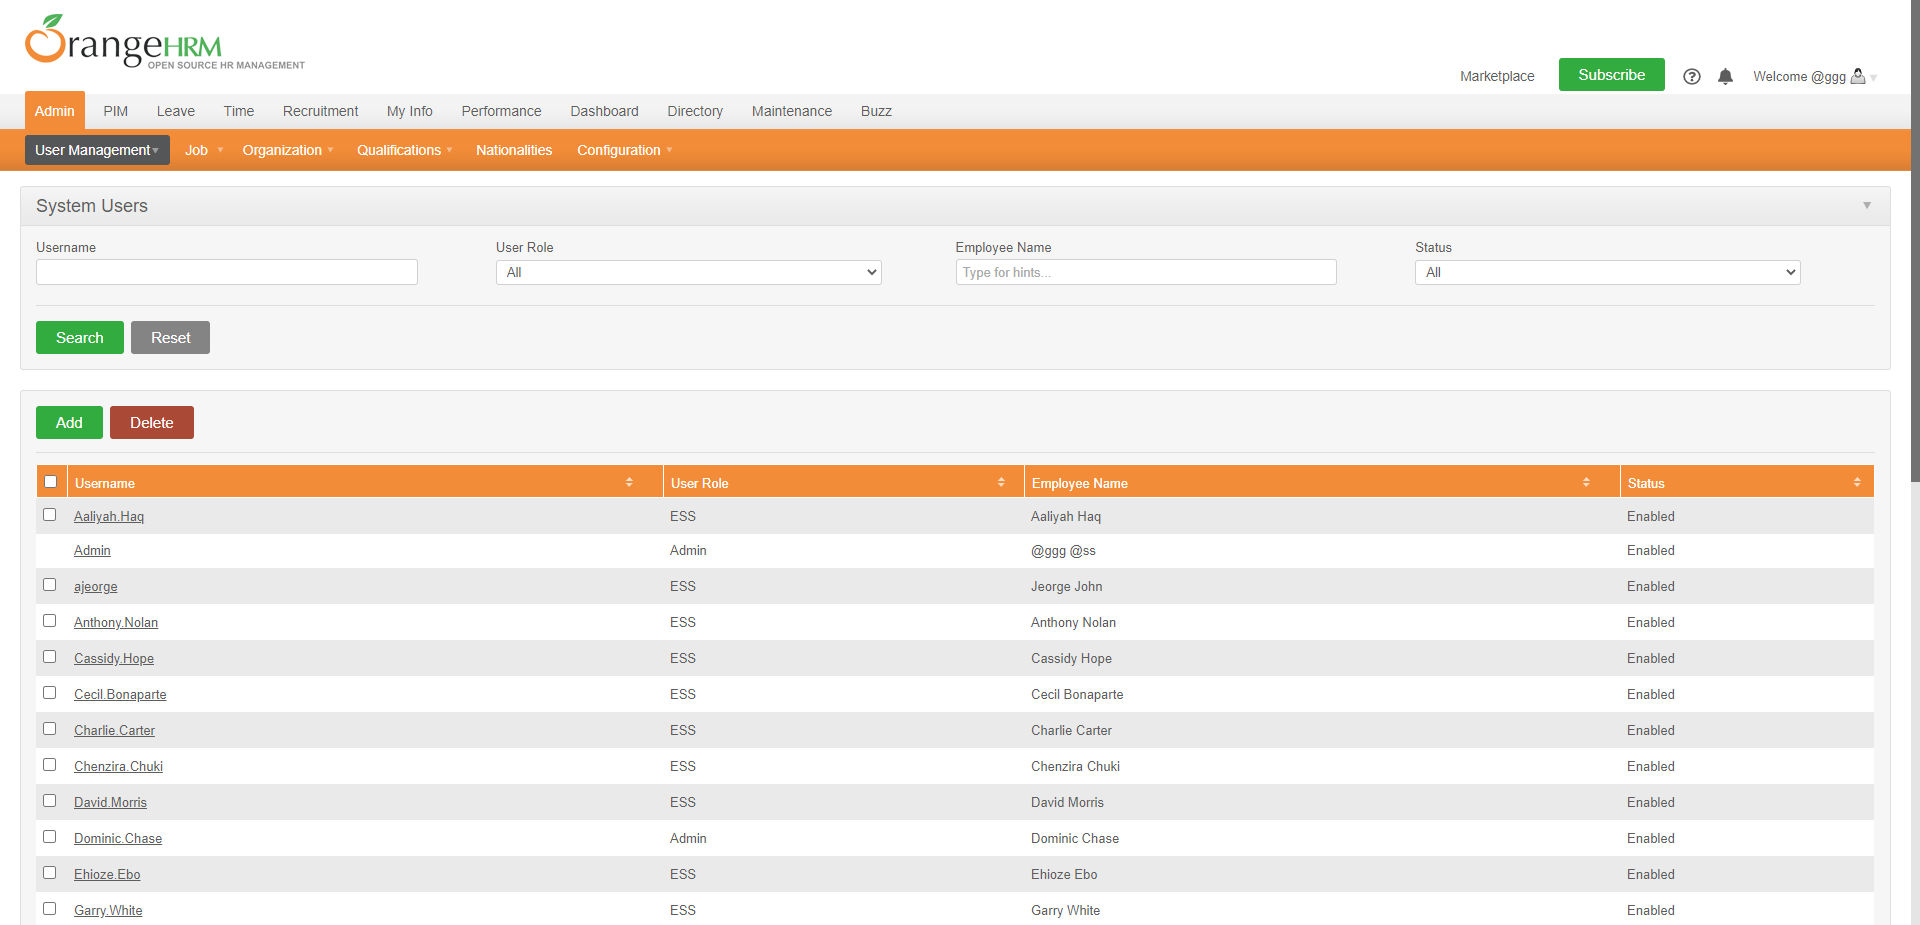 OrangeHRM
OPEN SOURCE HR MANAGEMENT
Marketplace Subscribe Welcome @ggg
Admin PIM Leave Time Recruitment My Info Performance Dashboard Directory Maintenance Buzz
User Management Job Organization Qualifications Nationalities Configuration
System Users
Username User Role Employee Name Status
All Type for hints... All
Search Reset
Add Delete
Username User Role Employee Name Status
Aaliyah.Haq ESS Aaliyah Haq Enabled
Admin Admin @ggg @ss Enabled
ajeorge ESS Jeorge John Enabled
Anthony.Nolan ESS Anthony Nolan Enabled
Cassidy.Hope ESS Cassidy Hope Enabled
Cecil.Bonaparte ESS Cecil Bonaparte Enabled
Charlie.Carter ESS Charlie Carter Enabled
Chenzira.Chuki ESS Chenzira Chuki Enabled
David.Morris ESS David Morris Enabled
Dominic.Chase Admin Dominic Chase Enabled
Ehioze.Ebo ESS Ehioze Ebo Enabled
Garry.White ESS Garry White Enabled